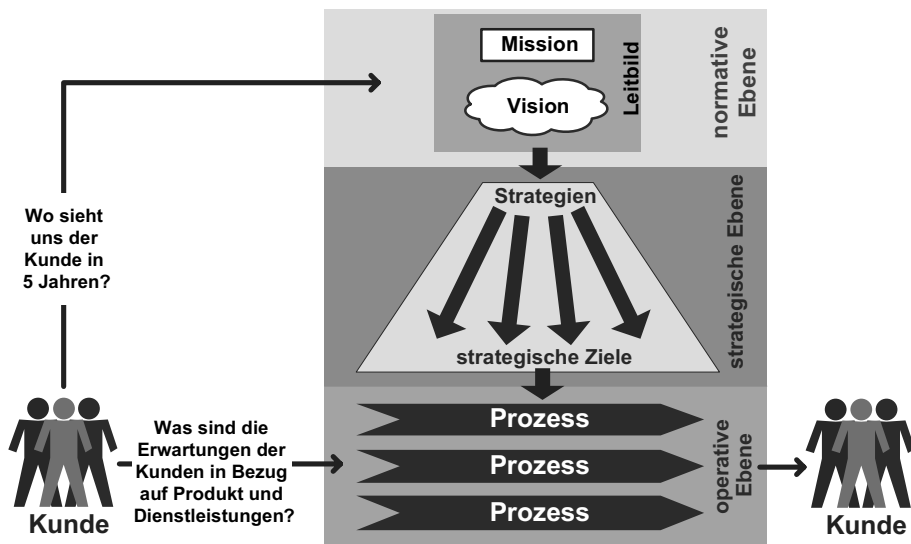 Mission
Vision
Leitbild
normative
Ebene
Wo sieht
uns der
Kunde in
5 Jahren?
Strategien
strategische Ziele
strategische Ebene
Kunde
Was sind die
Erwartungen der
Kunden in Bezug
auf Produkt und
Dienstleistungen?
Prozess
Prozess
Prozess
operative
Ebene
Kunde